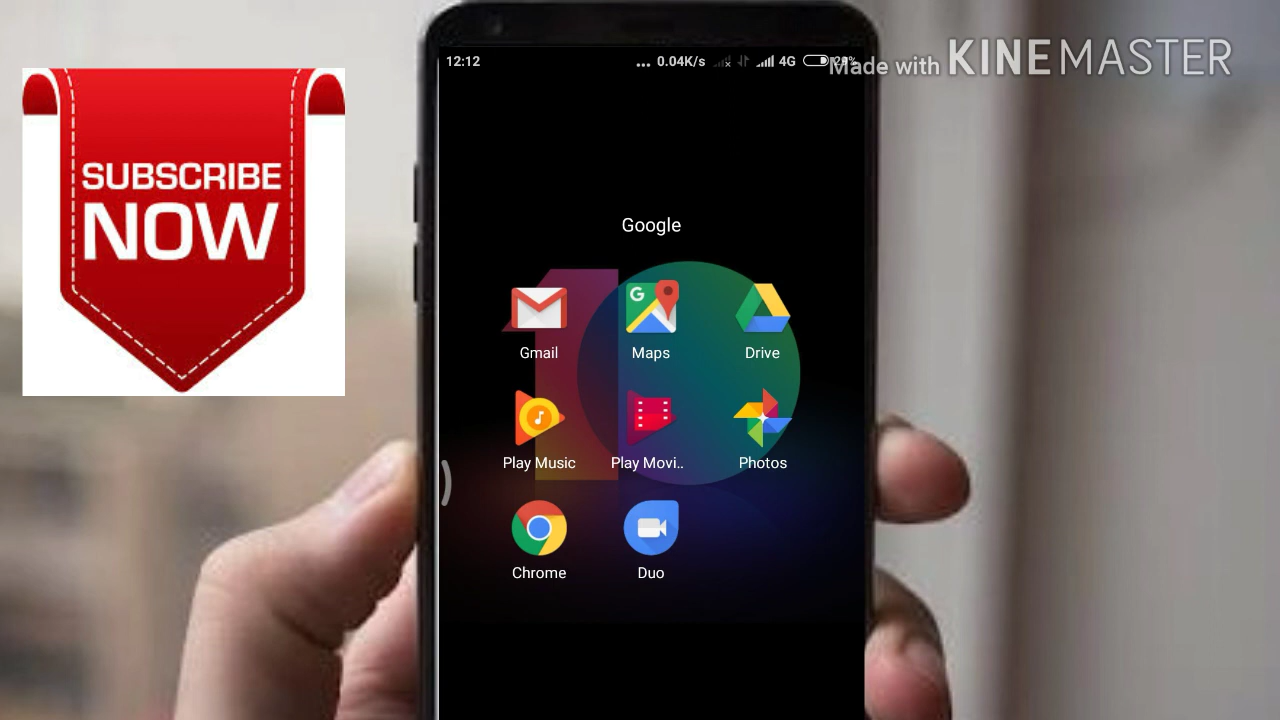 12:12 ... 0.04K/s 4G 29%
Made with KINEMASTER
SUBSCRIBE
NOW
Google
G
Gmail Maps Drive
Play Music Play Movi.. Photos
Chrome Duo